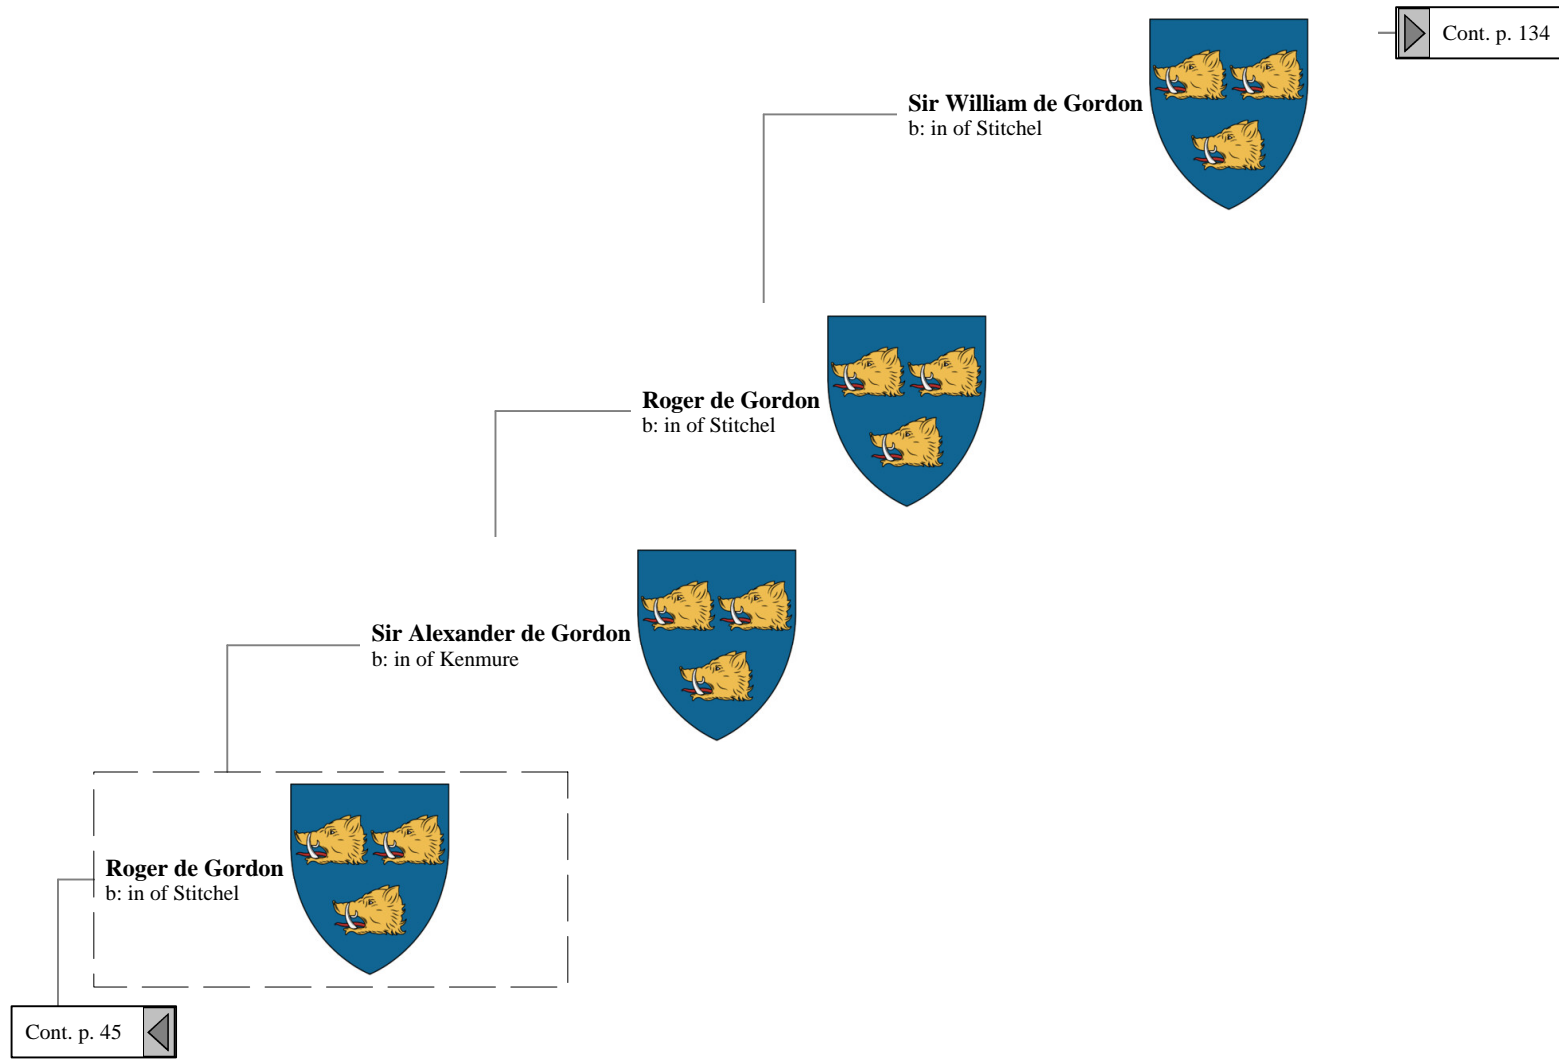 Cont. p. 134
Sir William de Gordon
b: in of Stitchel
Roger de Gordon
b: in of Stitchel
Sir Alexander de Gordon
b: in of Kenmure
Roger de Gordon
b: in of Stitchel
Cont. p. 45